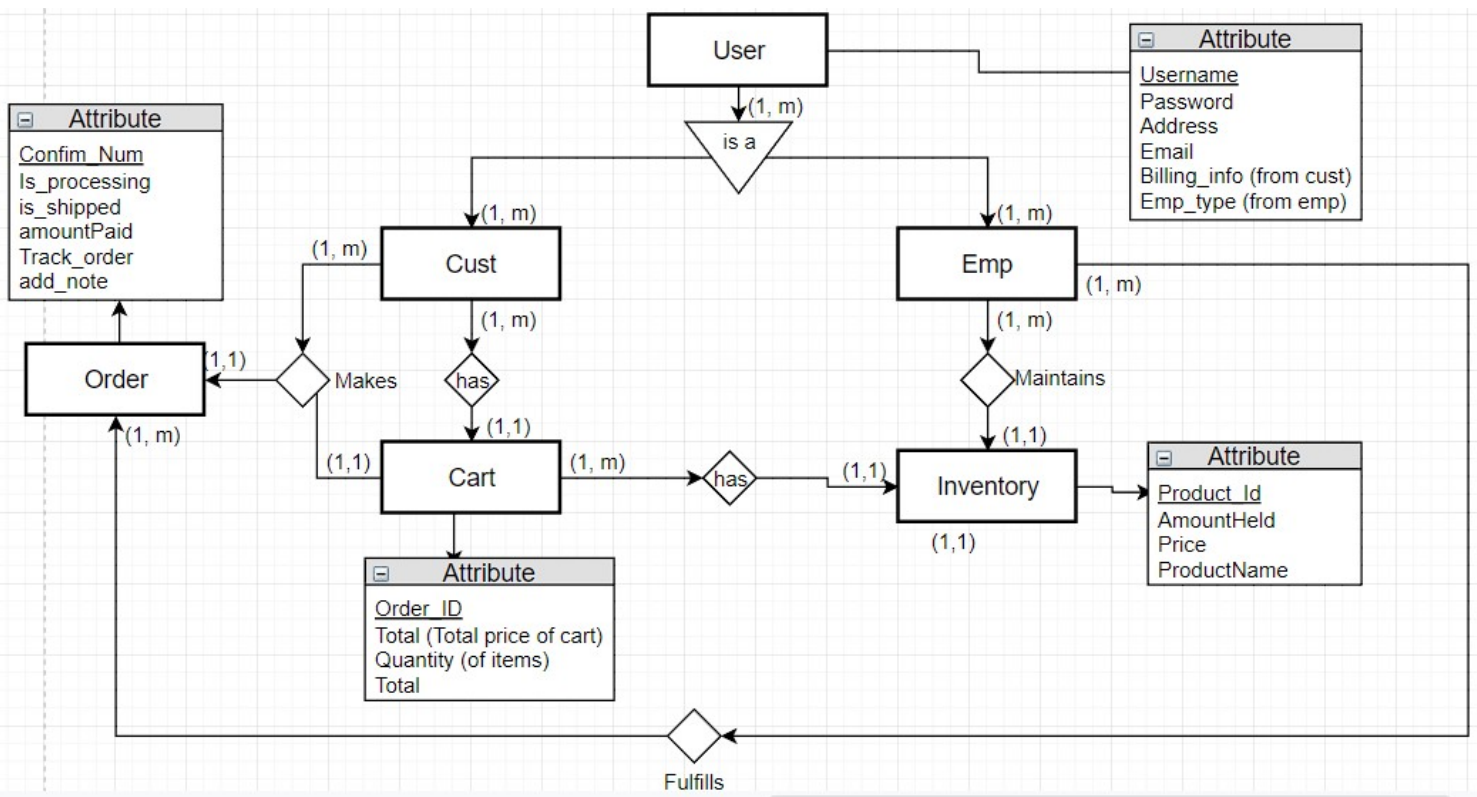 User
Attribute
Username
Password
Address
Email
Billing_info (from cust)
Emp_type (from emp)
(1, m)
is a
Attribute
Confim_Num
Is_processing
is_shipped
amountPaid
Track_order
add_note
(1, m)
(1, m)
(1, m)
Cust
Emp
(1, m)
(1, m)
(1, m)
Order
(1,1)
Makes
has
Maintains
(1, m)
(1,1)
(1,1)
(1,1)
Cart
(1, m)
has
(1,1)
Inventory
(1,1)
Attribute
Product_Id
AmountHeld
Price
ProductName
Attribute
Order_ID
Total (Total price of cart)
Quantity (of items)
Total
Fulfills